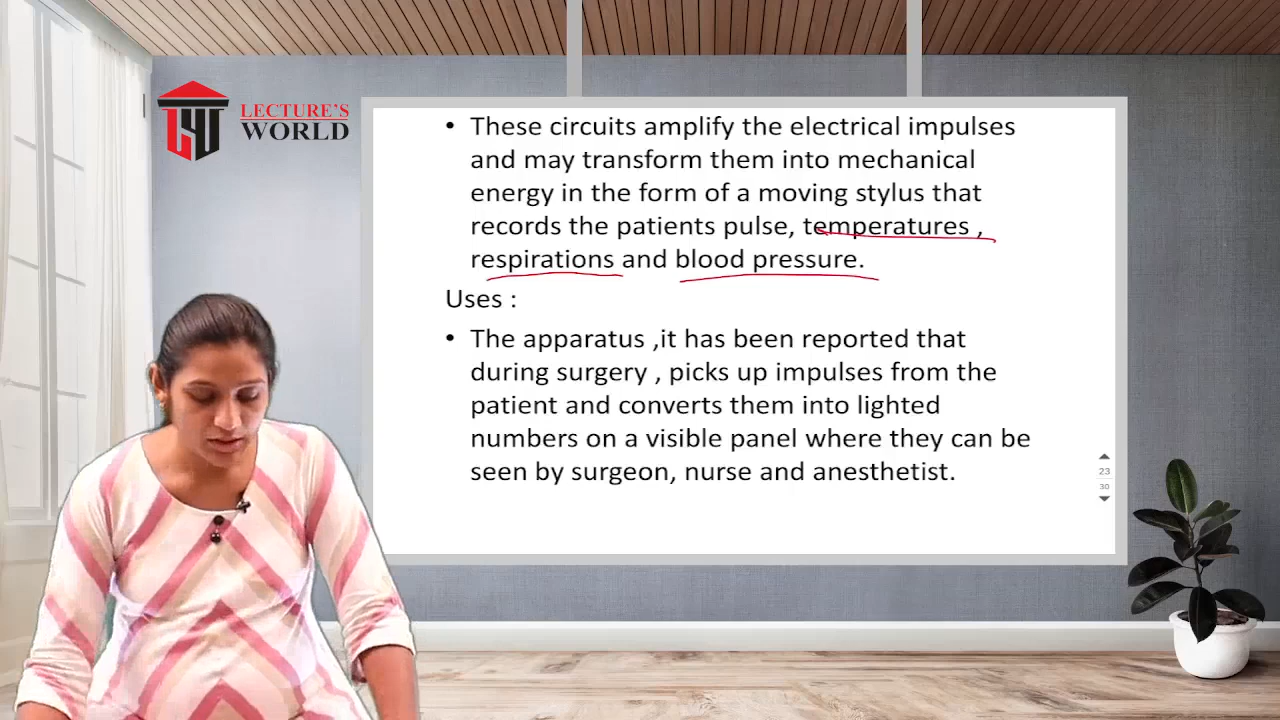 LECTURE'S
WORLD
• These circuits amplify the electrical impulses
and may transform them into mechanical
energy in the form of a moving stylus that
records the patients pulse, temperatures ,
respirations and blood pressure.
Uses :
• The apparatus ,it has been reported that
during surgery , picks up impulses from the
patient and converts them into lighted
numbers on a visible panel where they can be
seen by surgeon, nurse and anesthetist.
23
30